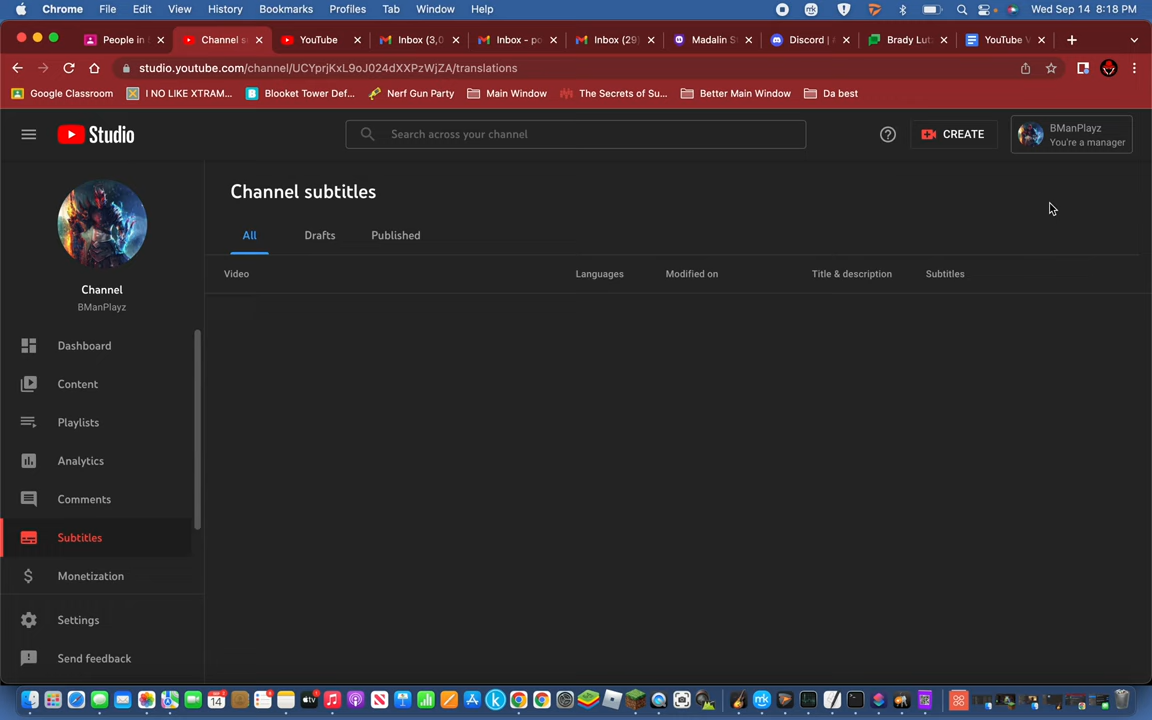 Chrome File Edit View History Bookmarks Profiles Tab Window Help Wed Sep 14 8:18 PM
People in Channel s YouTube Inbox (3,0 Inbox - po Inbox (29 Madalin S Discord | Brady Lut YouTube V
studio.youtube.com/channel/UCYprjKxL9oJ024dXXPzWjZA/translations
Google Classroom I NO LIKE XTRAM... Blooket Tower Def... Nerf Gun Party Main Window The Secrets of Su... Better Main Window Da best
Studio
Search across your channel
CREATE
BManPlayz
You're a manager
Channel subtitles
All Drafts Published
Video Languages Modified on Title & description Subtitles
Channel
BManPlayz
Dashboard
Content
Playlists
Analytics
Comments
Subtitles
Monetization
Settings
Send feedback